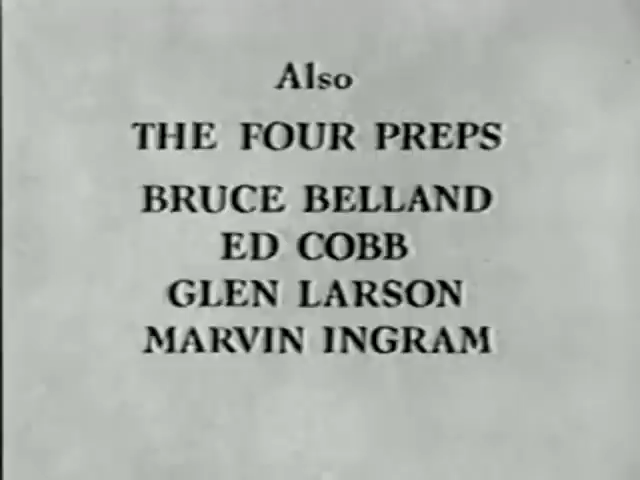 Also
THE FOUR PREPS
BRUCE BELLAND
ED COBB
GLEN LARSON
MARVIN INGRAM